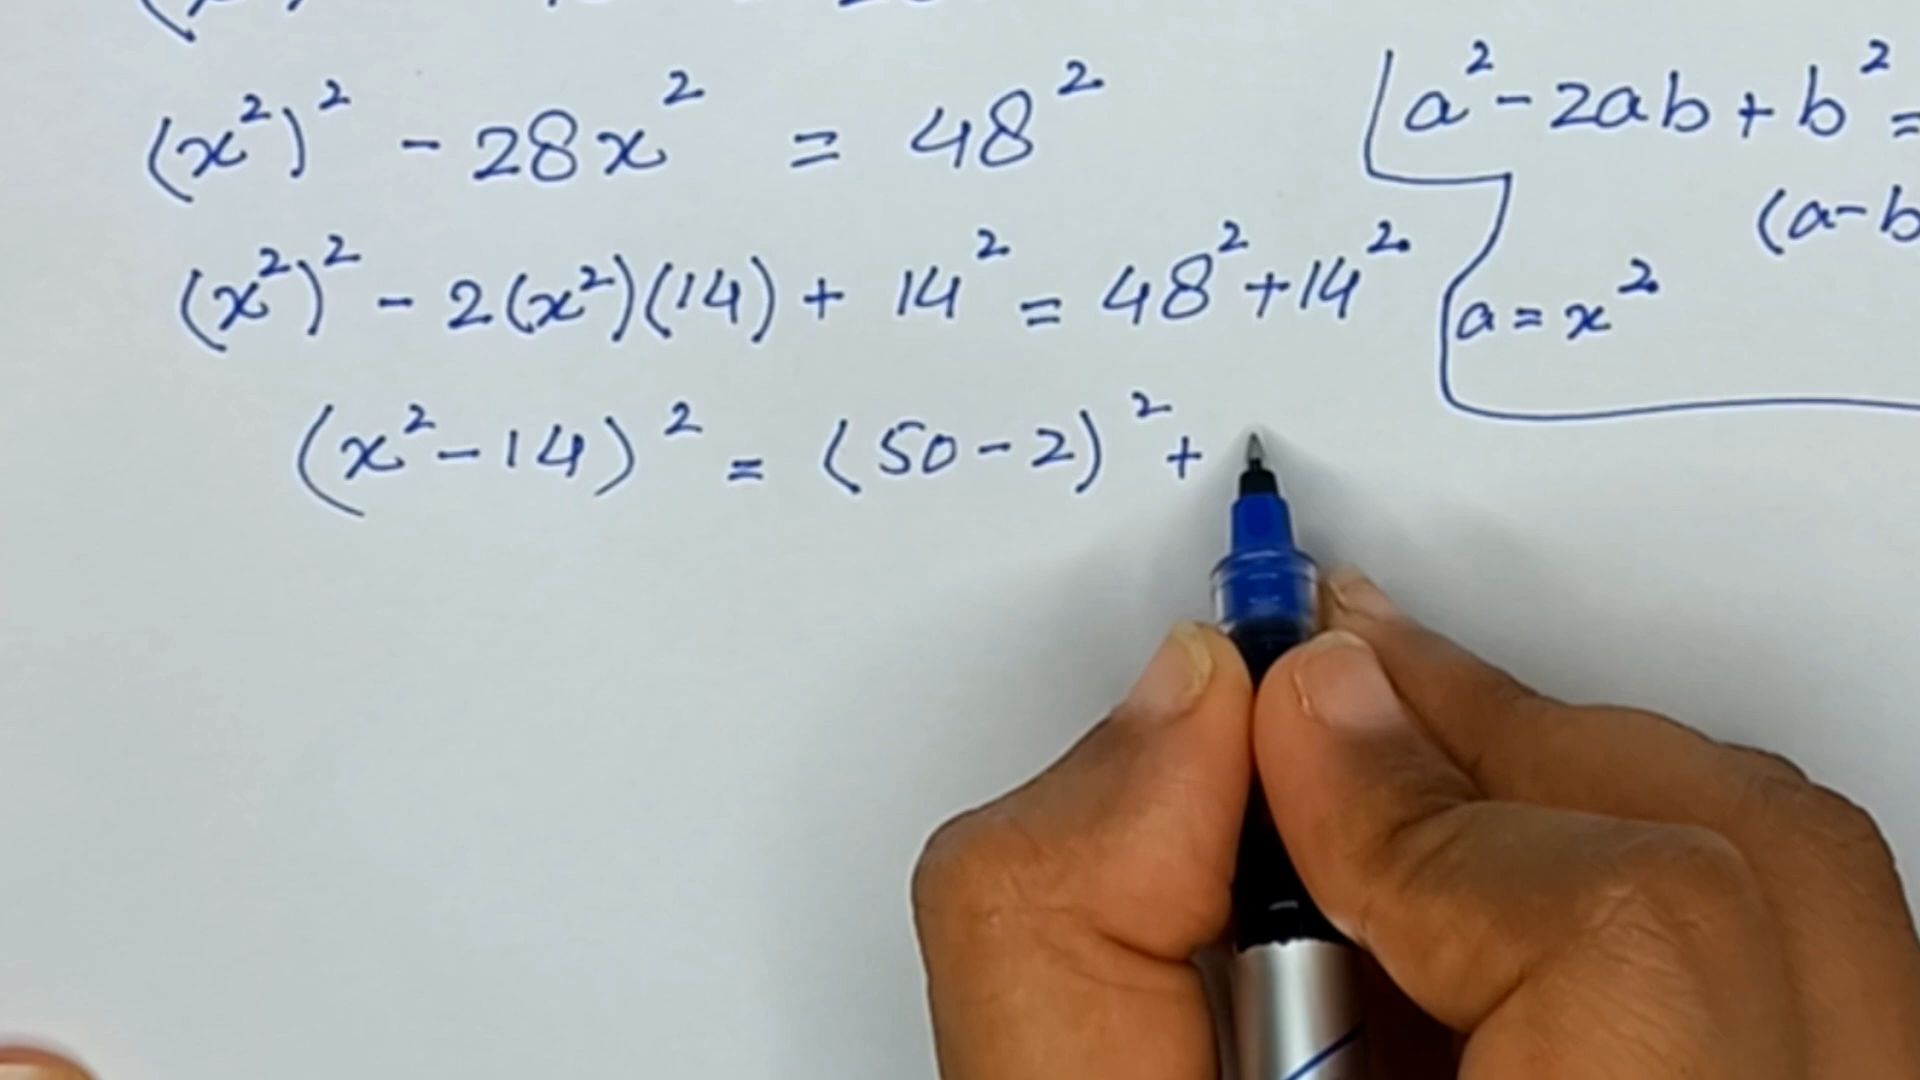 (x²)² - 28x² = 48²
(x²)² - 2(x²)(14) + 14² = 48² + 14²
(x² - 14)² = (50 - 2)² +
a² - 2ab + b² =
(a - b
a = x²